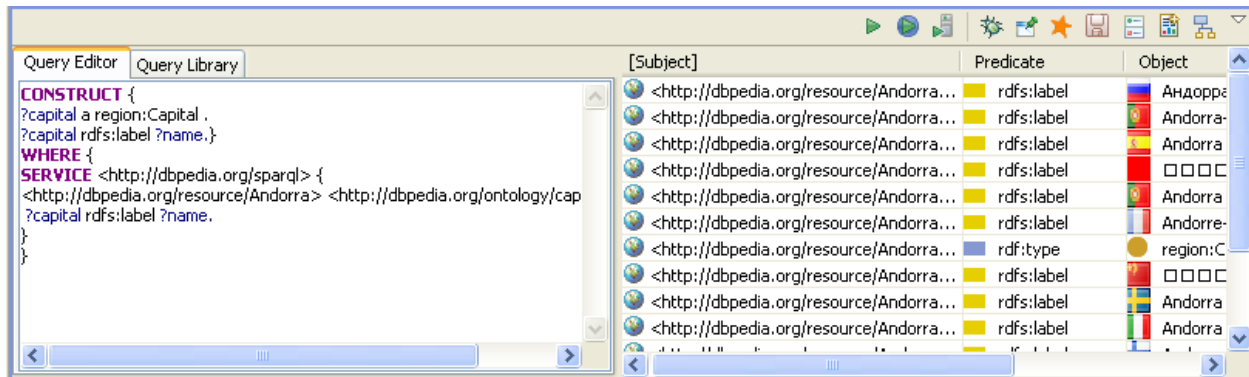 Query Editor Query Library
CONSTRUCT {
?capital a region:Capital .
?capital rdfs:label ?name.}
WHERE {
SERVICE <http://dbpedia.org/sparql> {
<http://dbpedia.org/resource/Andorra> <http://dbpedia.org/ontology/cap
?capital rdfs:label ?name.
}
}
[Subject] Predicate Object
<http://dbpedia.org/resource/Andorra... rdfs:label Андорра
<http://dbpedia.org/resource/Andorra... rdfs:label Andorra-
<http://dbpedia.org/resource/Andorra... rdfs:label Andorra
<http://dbpedia.org/resource/Andorra... rdfs:label □□□□
<http://dbpedia.org/resource/Andorra... rdfs:label Andorra
<http://dbpedia.org/resource/Andorra... rdfs:label Andorre-
<http://dbpedia.org/resource/Andorra... rdf:type region:C
<http://dbpedia.org/resource/Andorra... rdfs:label □□□□
<http://dbpedia.org/resource/Andorra... rdfs:label Andorra
<http://dbpedia.org/resource/Andorra... rdfs:label Andorra